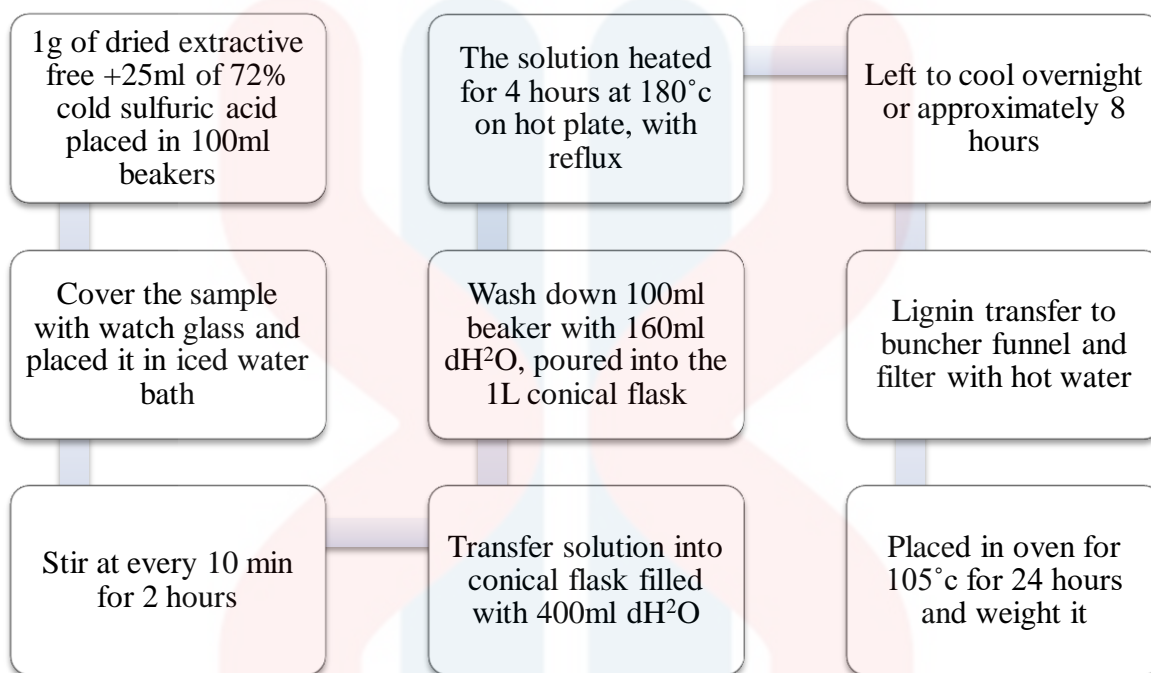 1g of dried extractive
free +25ml of 72%
cold sulfuric acid
placed in 100ml
beakers
Cover the sample
with watch glass and
placed it in iced water
bath
Stir at every 10 min
for 2 hours
Transfer solution into
conical flask filled
with 400ml dH²O
Wash down 100ml
beaker with 160ml
dH²O, poured into the
1L conical flask
The solution heated
for 4 hours at 180˚c
on hot plate, with
reflux
Left to cool overnight
or approximately 8
hours
Lignin transfer to
buncher funnel and
filter with hot water
Placed in oven for
105˚c for 24 hours
and weight it